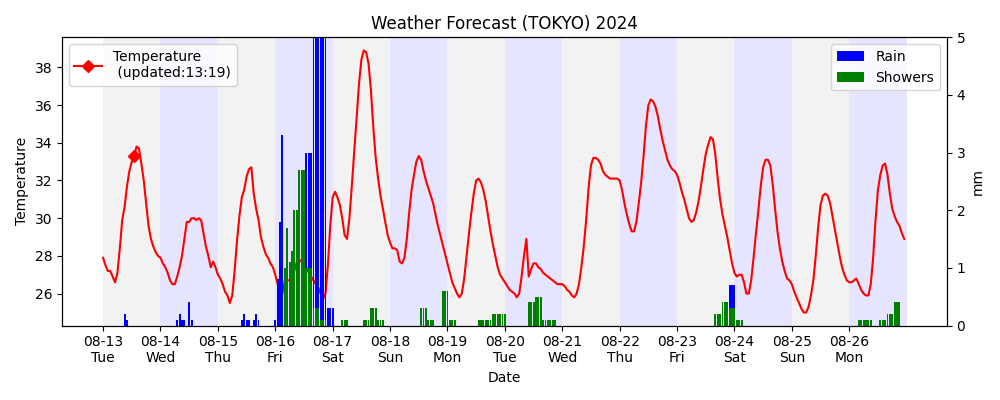 Weather Forecast (TOKYO) 2024
Temperature
(updated:13:19)
Rain
Showers
38
36
34
32
30
28
26
Temperature
5
4
3
2
1
0
mm
08-13 08-14 08-15 08-16 08-17 08-18 08-19 08-20 08-21 08-22 08-23 08-24 08-25 08-26
Tue Wed Thu Fri Sat Sun Mon Tue Wed Thu Fri Sat Sun Mon
Date